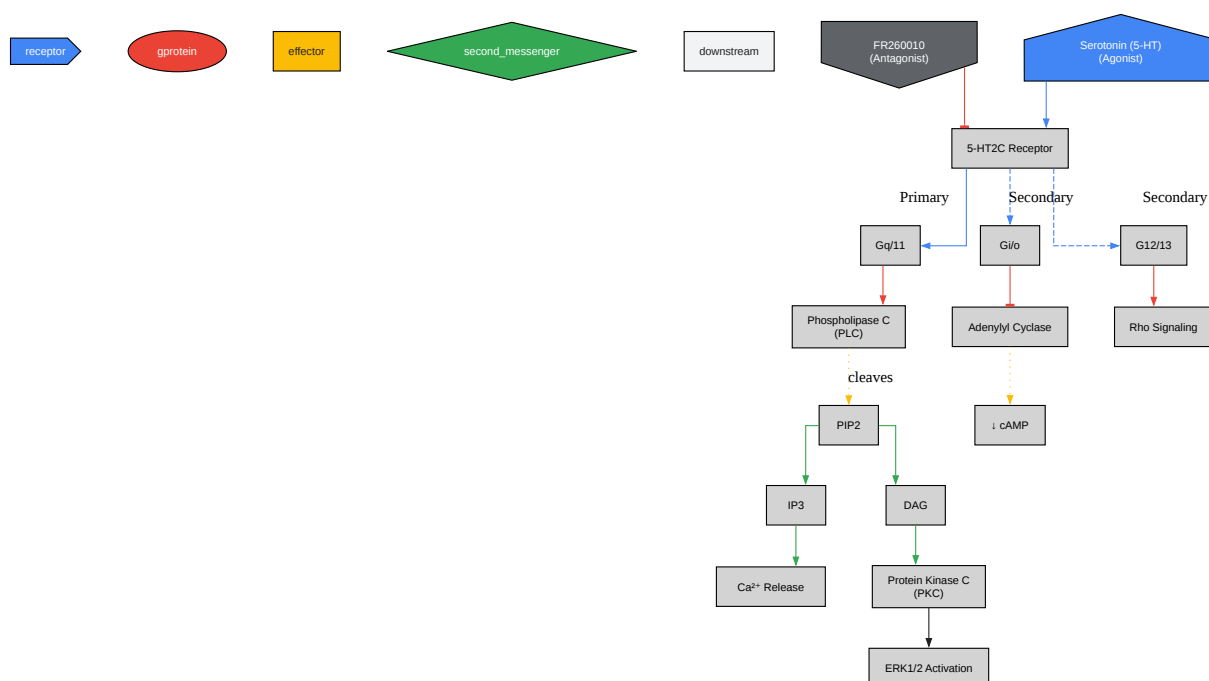 receptor
gprotein
effector
second_messenger
downstream
FR260010
(Antagonist)
Serotonin (5-HT)
(Agonist)
5-HT2C Receptor
Primary
Secondary
Secondary
Gq/11
Gi/o
G12/13
Phospholipase C
(PLC)
Adenylyl Cyclase
Rho Signaling
cleaves
PIP2
↓ cAMP
IP3
DAG
Ca²⁺ Release
Protein Kinase C
(PKC)
ERK1/2 Activation